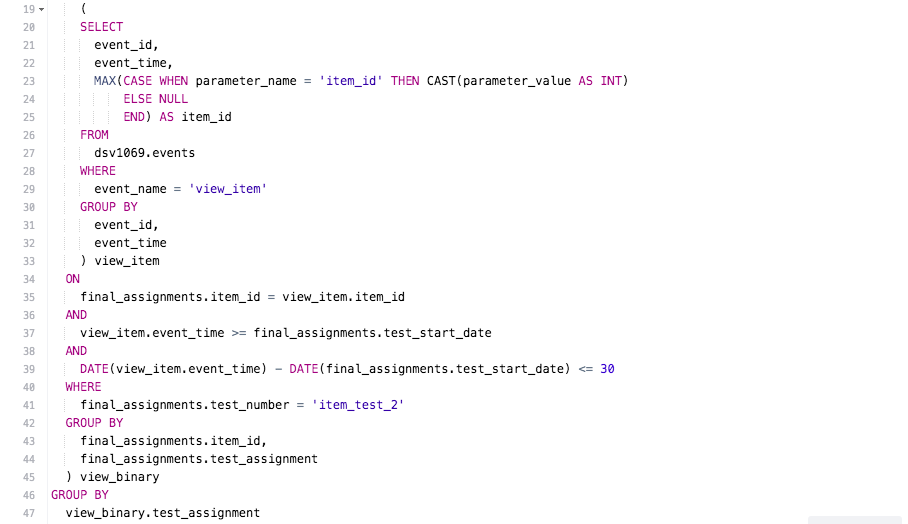 19 (
20 SELECT
21 event_id,
22 event_time,
23 MAX(CASE WHEN parameter_name = 'item_id' THEN CAST(parameter_value AS INT)
24 ELSE NULL
25 END) AS item_id
26 FROM
27 dsv1069.events
28 WHERE
29 event_name = 'view_item'
30 GROUP BY
31 event_id,
32 event_time
33 ) view_item
34 ON
35 final_assignments.item_id = view_item.item_id
36 AND
37 view_item.event_time >= final_assignments.test_start_date
38 AND
39 DATE(view_item.event_time) - DATE(final_assignments.test_start_date) <= 30
40 WHERE
41 final_assignments.test_number = 'item_test_2'
42 GROUP BY
43 final_assignments.item_id,
44 final_assignments.test_assignment
45 ) view_binary
46 GROUP BY
47 view_binary.test_assignment